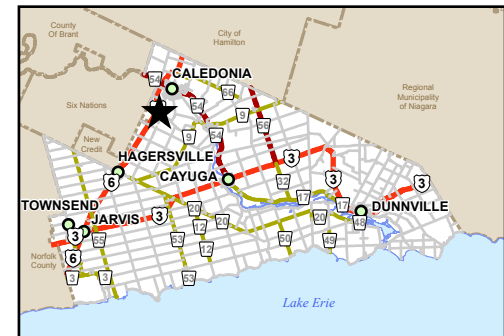 County
Of Brant
City of
Hamilton
54
CALEDONIA
66
Regional
Municipality
of Niagara
Six Nations
54
9
56
New
Credit
9
54
HAGERSVILLE
3
CAYUGA
6
32
3
3
17
17
TOWNSEND
20
20
20
DUNNVILLE
48
3
JARVIS
3
12
55
53
12
50
49
Norfolk
County
6
3
3
53
Lake Erie